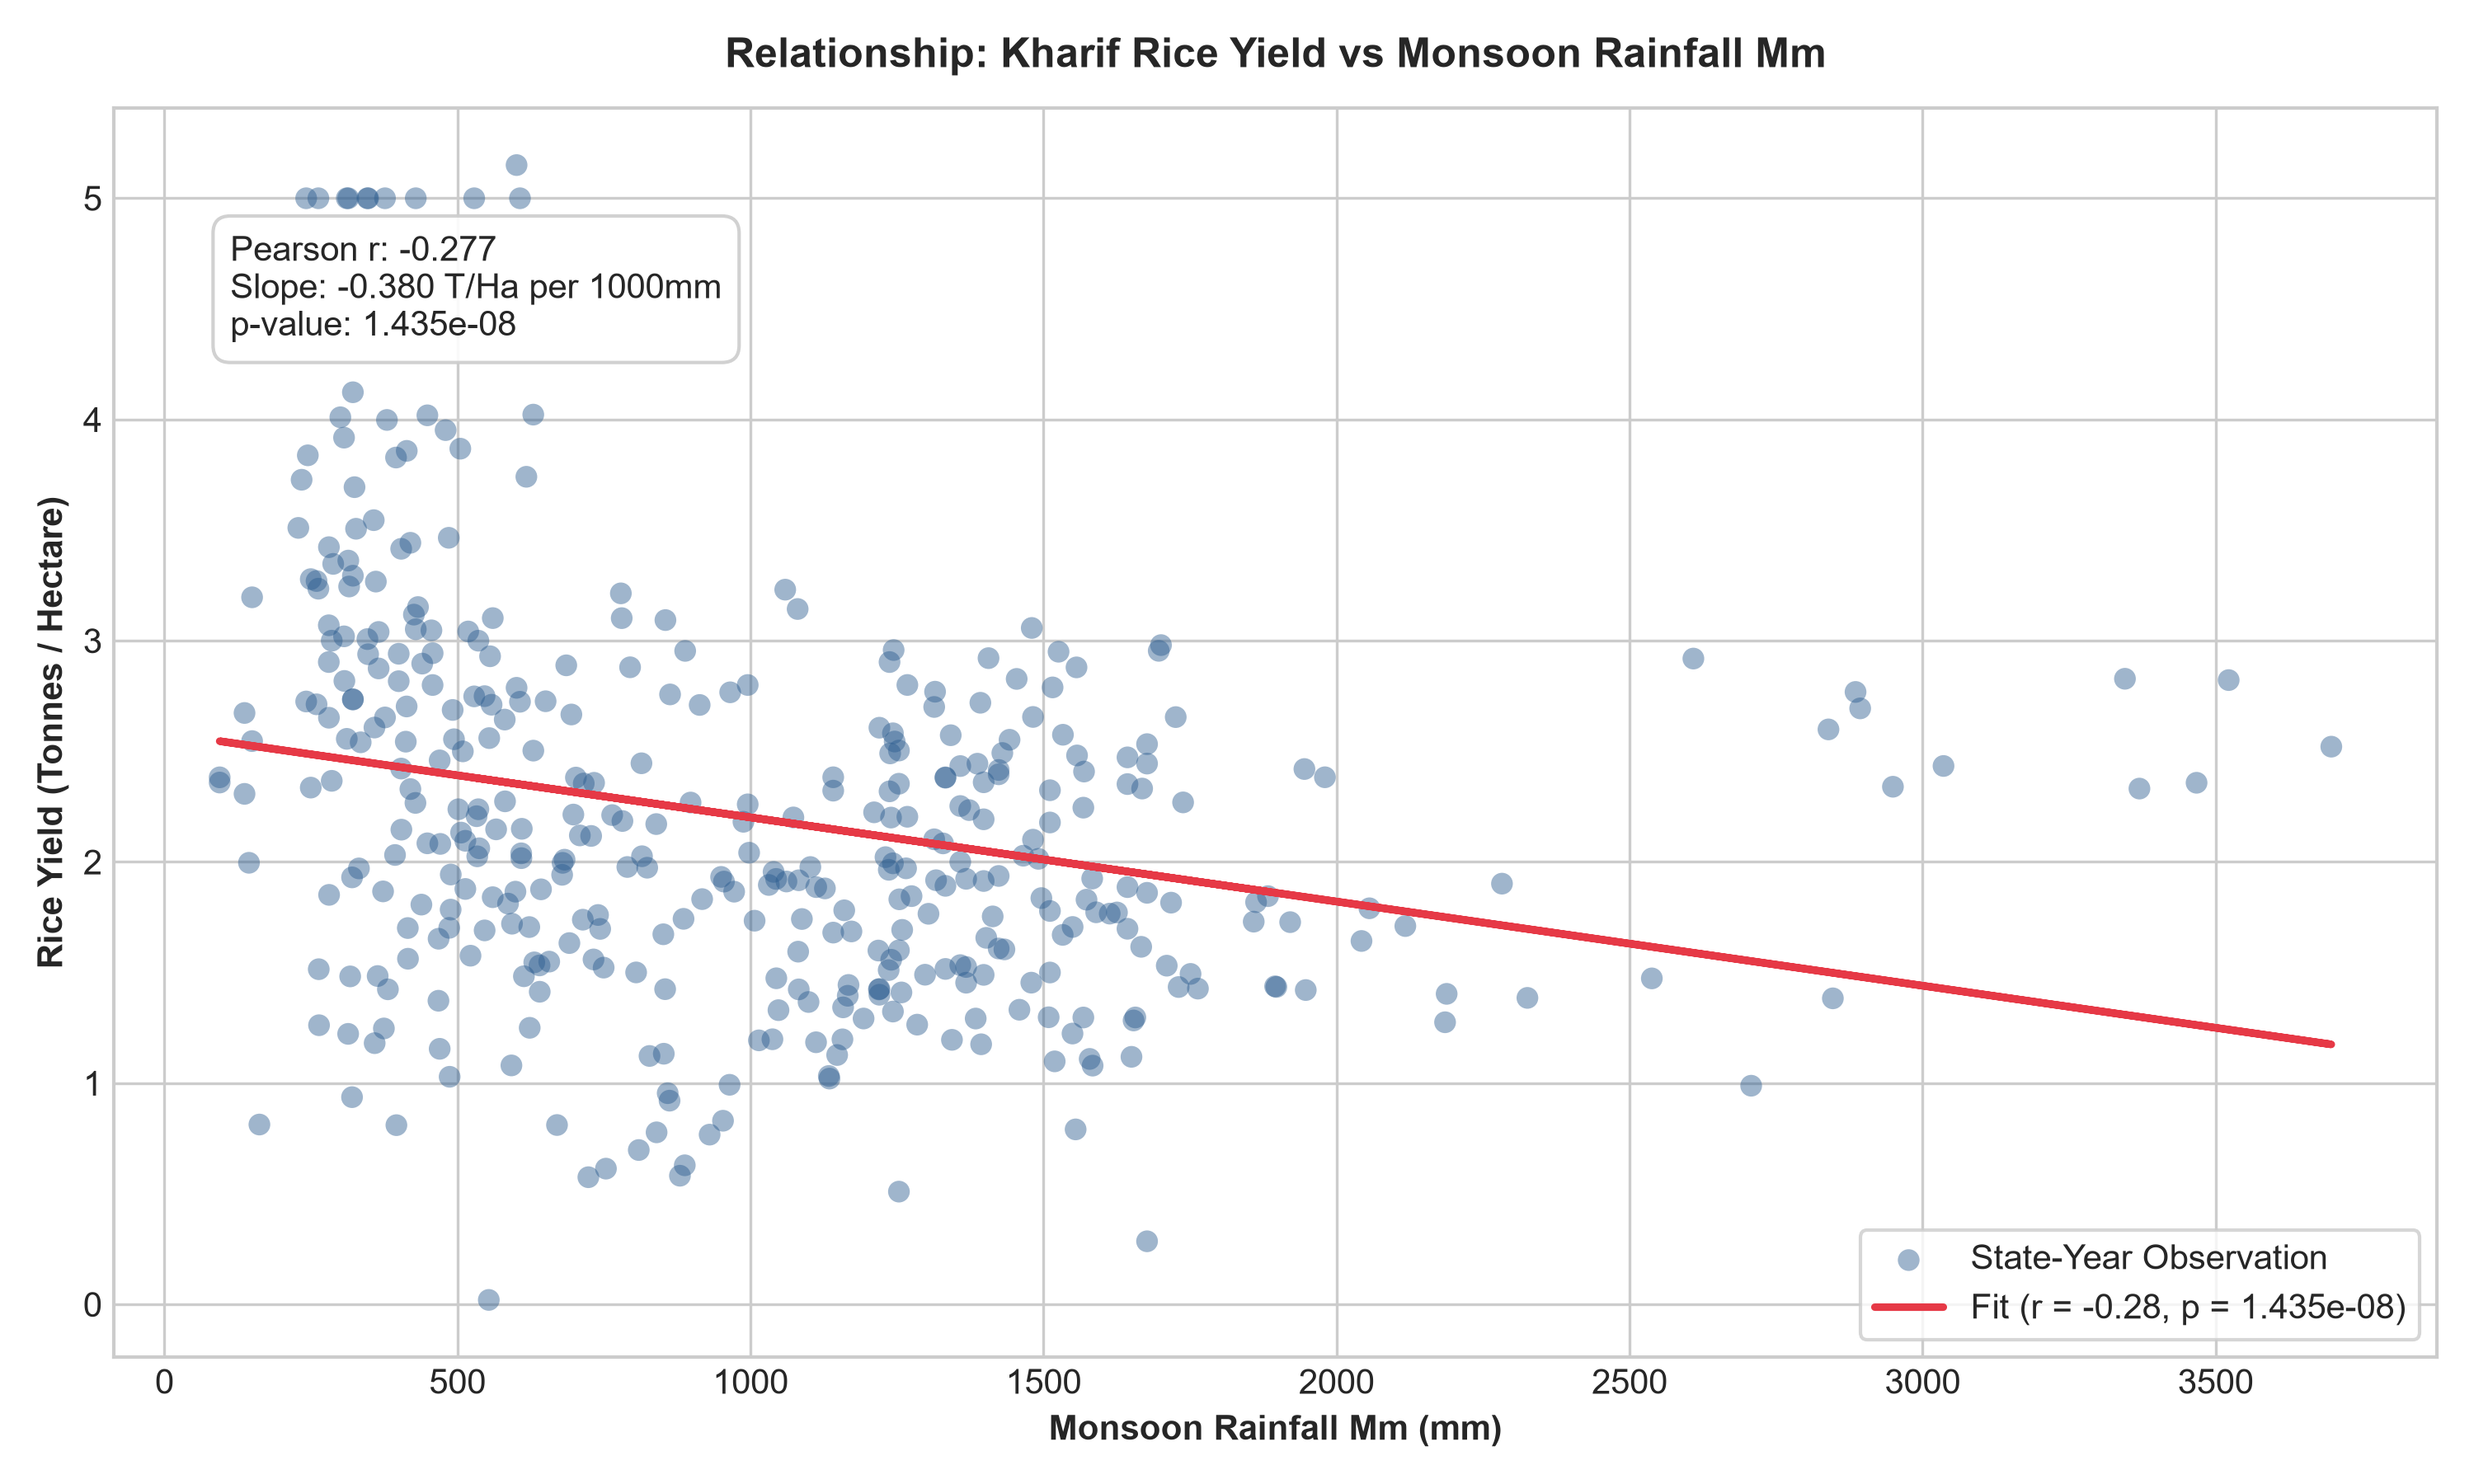 Relationship: Kharif Rice Yield vs Monsoon Rainfall Mm
Rice Yield (Tonnes / Hectare)
5
4
3
2
1
0
Pearson r: -0.277
Slope: -0.380 T/Ha per 1000mm
p-value: 1.435e-08
State-Year Observation
Fit (r = -0.28, p = 1.435e-08)
0 500 1000 1500 2000 2500 3000 3500
Monsoon Rainfall Mm (mm)